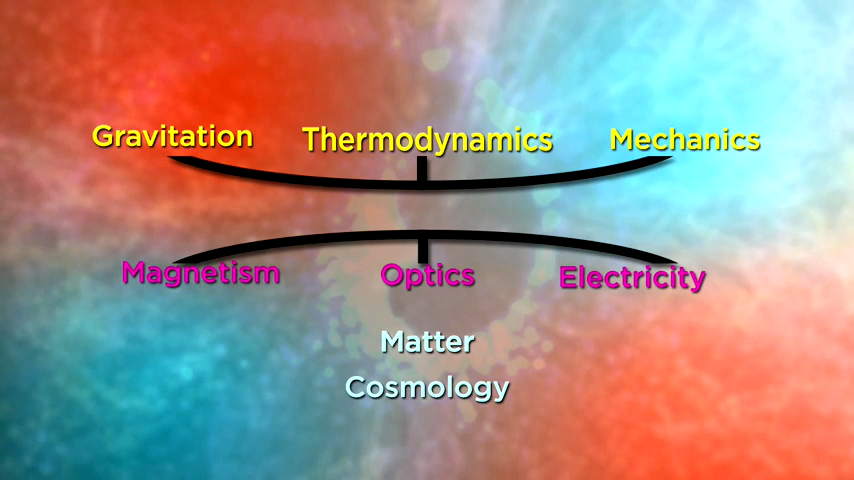 Gravitation Thermodynamics Mechanics
Magnetism Optics Electricity
Matter
Cosmology